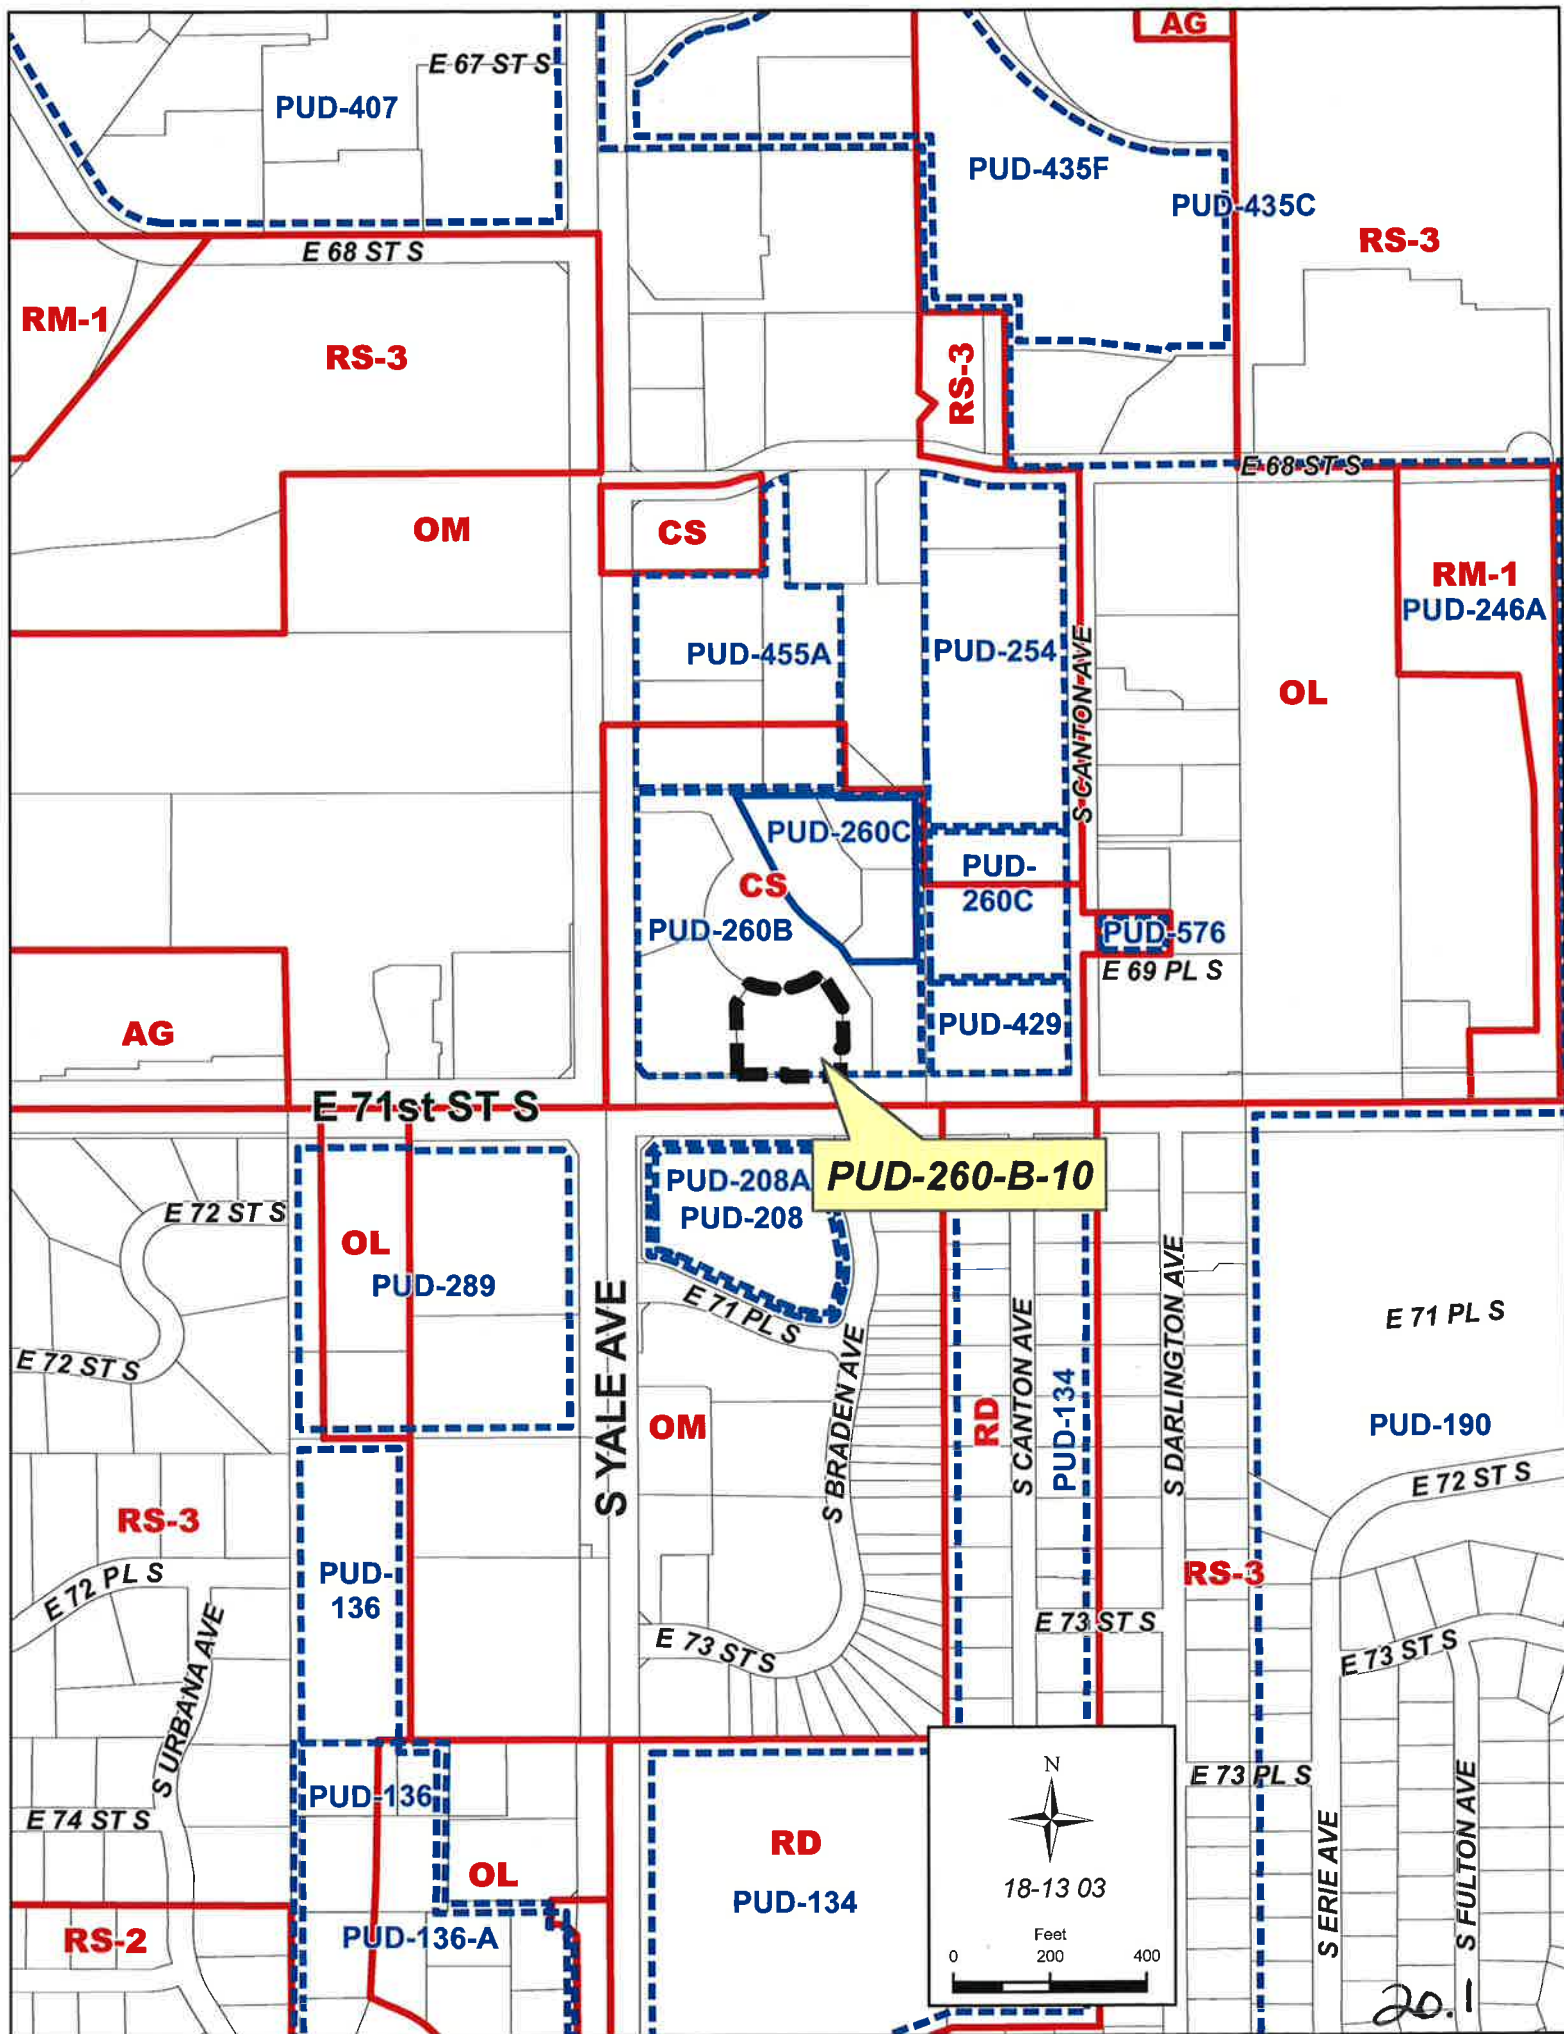 AG
E 67 ST S
PUD-407
PUD-435F
PUD-435C
RS-3
E 68 ST S
RM-1
RS-3
RS-3
E 68 ST S
OM
CS
RM-1
PUD-246A
PUD-455A
PUD-254
S CANTON AVE
OL
PUD-260C
PUD-
260C
CS
PUD-260B
PUD-576
E 69 PL S
AG
PUD-429
E 71st ST S
PUD-260-B-10
PUD-208A
PUD-208
E 72 ST S
OL
PUD-289
E 71 PL S
E 71 PL S
E 72 ST S
S YALE AVE
S BRADEN AVE
OM
RD
S CANTON AVE
PUD-134
S DARLINGTON AVE
PUD-190
E 72 ST S
RS-3
PUD-
136
E 72 PL S
RS-3
S URBANA AVE
E 73 ST S
E 73 ST S
E 73 ST S
N
18-13 03
Feet
0 200 400
E 73 PL S
PUD-136
E 74 ST S
OL
RD
PUD-134
S ERIE AVE
S FULTON AVE
RS-2
PUD-136-A
20.1